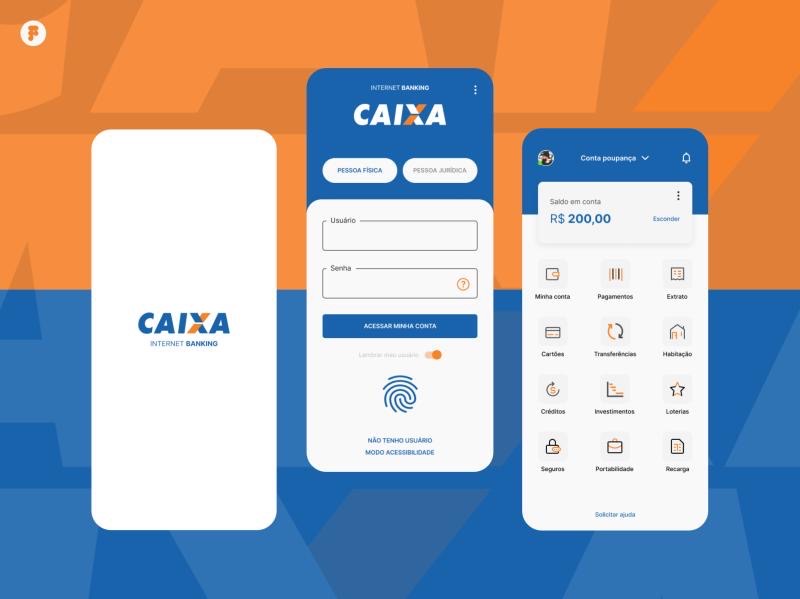 CAIXA
INTERNET BANKING
INTERNET BANKING
CAIXA
PESSOA FÍSICA
PESSOA JURÍDICA
Usuário
Senha
?
ACESSAR MINHA CONTA
Lembrar meu usuário
NÃO TENHO USUÁRIO
MODO ACESSIBILIDADE
Conta poupança
Saldo em conta
R$ 200,00
Esconder
Minha conta
Pagamentos
Extrato
Cartões
Transferências
Habitação
Créditos
Investimentos
Loterias
Seguros
Portabilidade
Recarga
Solicitar ajuda